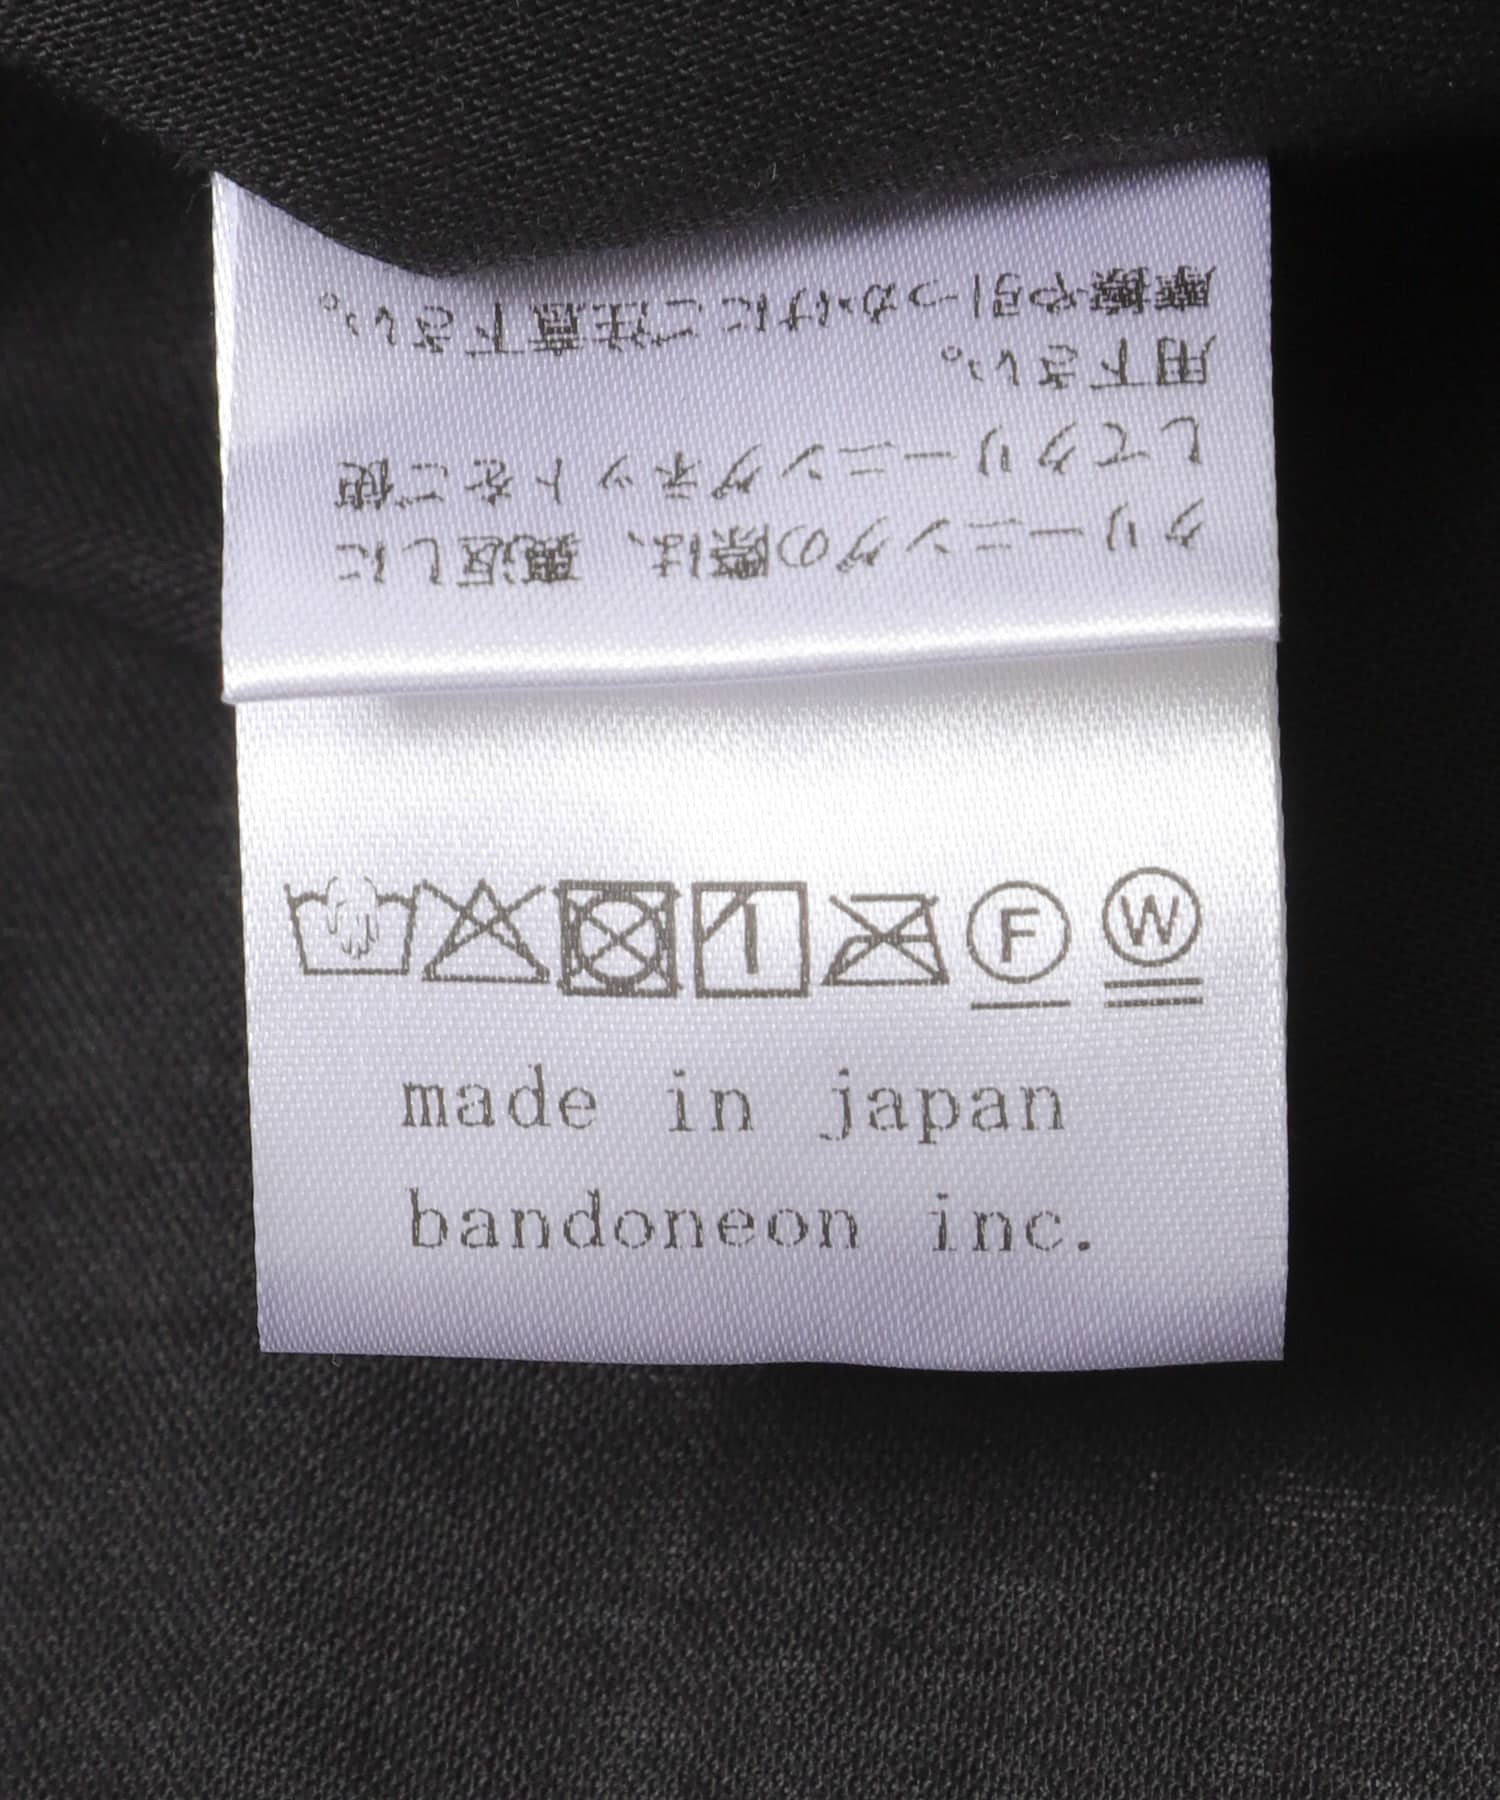 クリーニングの際は、裏返しに
してクリーニングネットをご使
用下さい。
摩擦や引っかけにご注意下さい。
F W
made in japan
bandoneon inc.